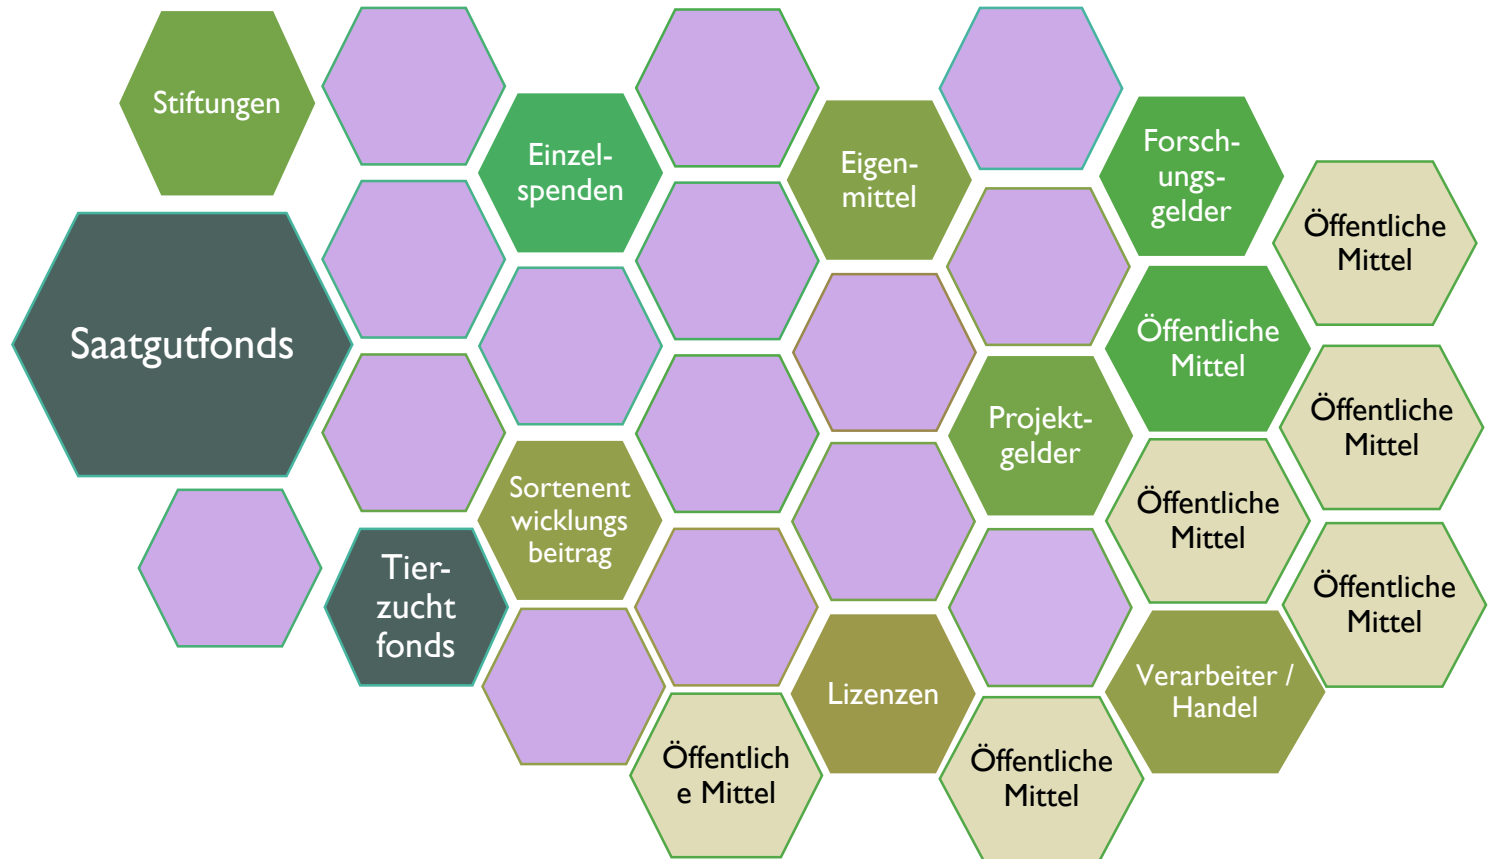 Stiftungen
Einzel-
spenden
Eigen-
mittel
Forsch-
ungs-
gelder
Öffentliche
Mittel
Saatgutfonds
Öffentliche
Mittel
Projekt-
gelder
Öffentliche
Mittel
Sortenent
wicklungs
beitrag
Öffentliche
Mittel
Tier-
zucht
fonds
Öffentliche
Mittel
Lizenzen
Verarbeiter /
Handel
Öffentlich
e Mittel
Öffentliche
Mittel